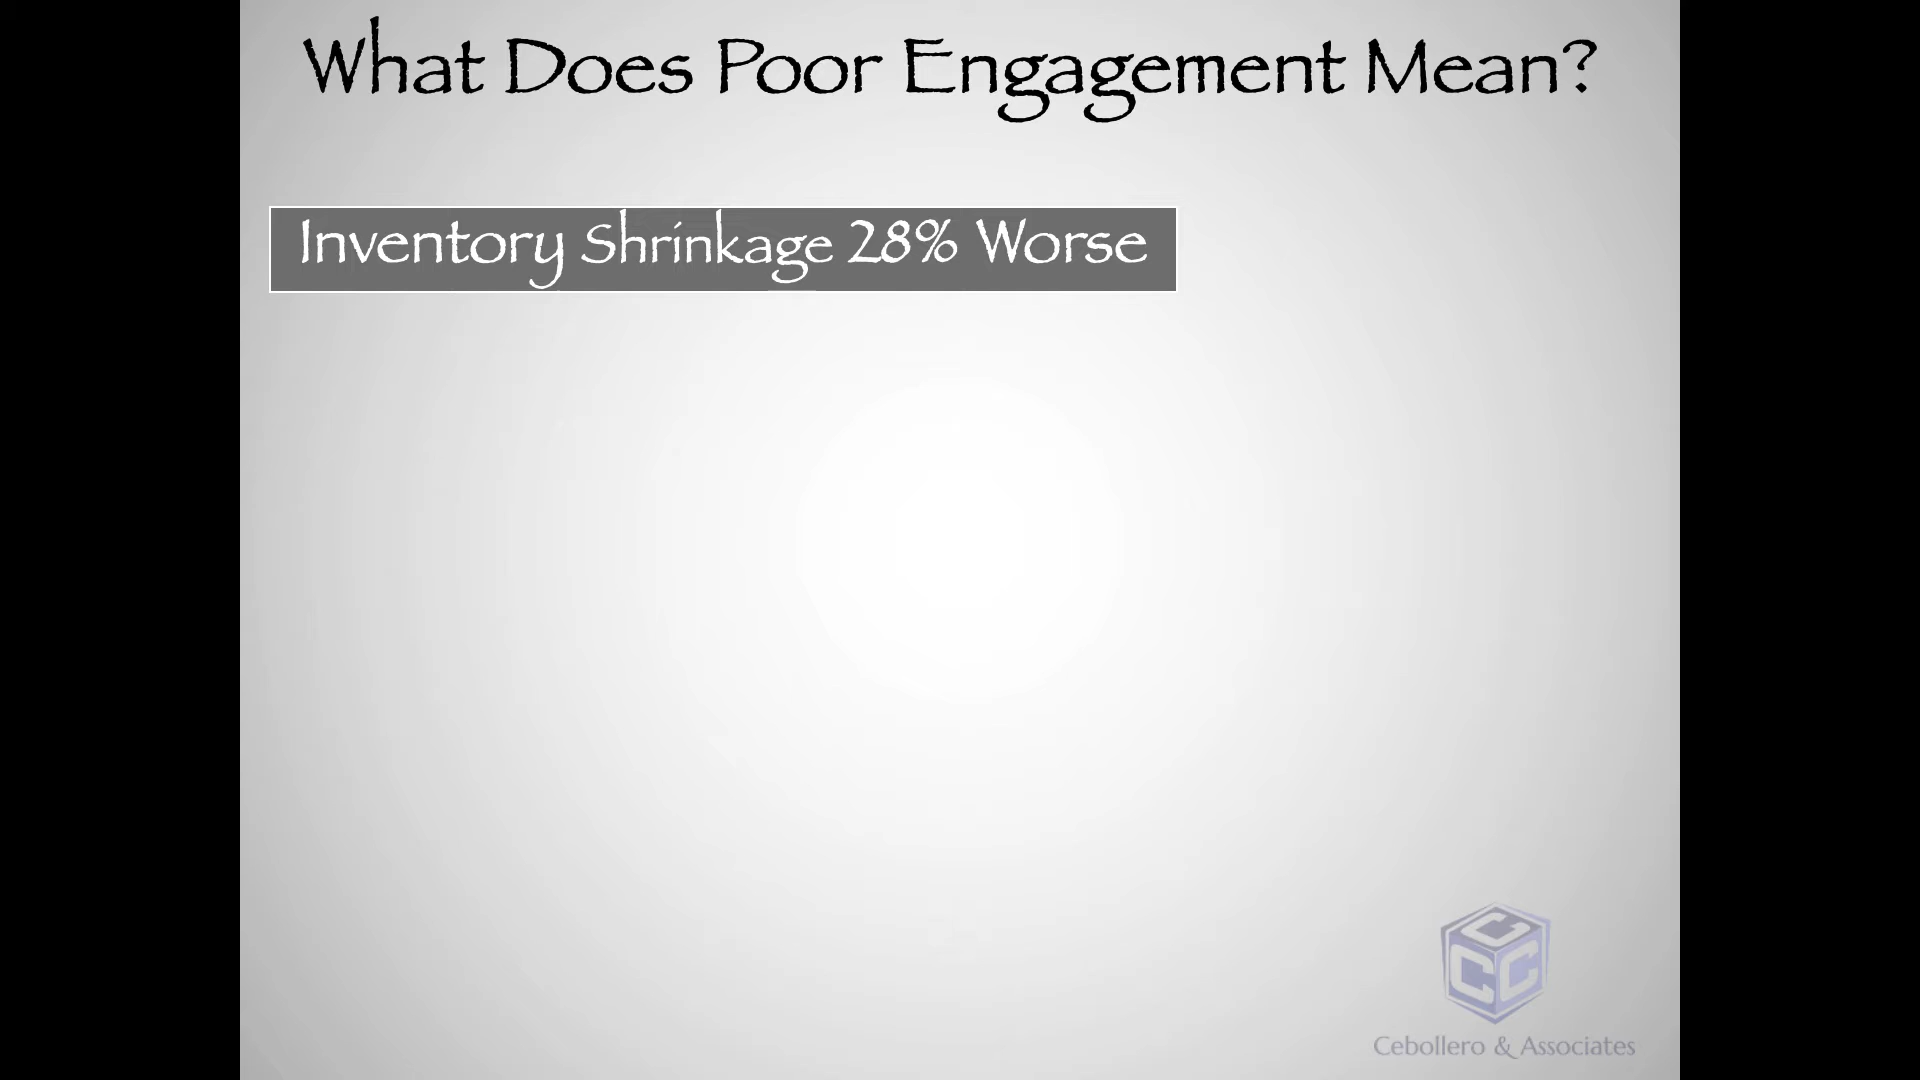 What Does Poor Engagement Mean?
Inventory Shrinkage 28% Worse
C
C C
Cebollero & Associates